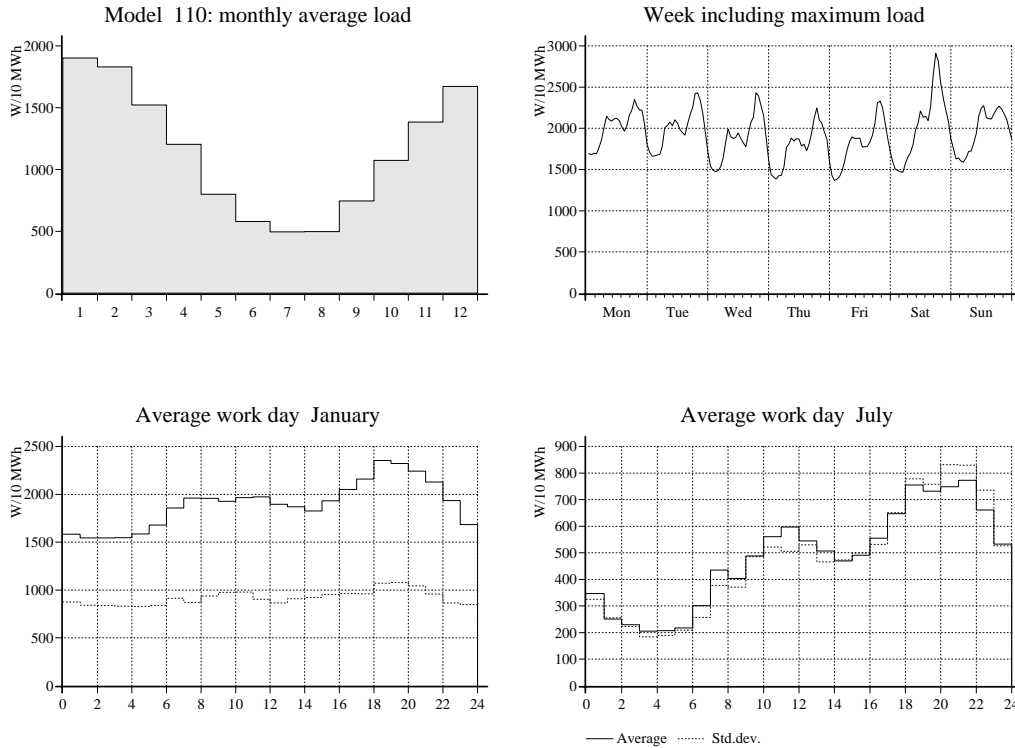 Model 110: monthly average load
W/10 MWh
2000
1500
1000
500
0
1 2 3 4 5 6 7 8 9 10 11 12
Week including maximum load
W/10 MWh
3000
2500
2000
1500
1000
500
0
Mon Tue Wed Thu Fri Sat Sun
Average work day January
W/10 MWh
2500
2000
1500
1000
500
0
0 2 4 6 8 10 12 14 16 18 20 22 24
Average work day July
W/10 MWh
900
800
700
600
500
400
300
200
100
0
0 2 4 6 8 10 12 14 16 18 20 22 24
Average Std.dev.